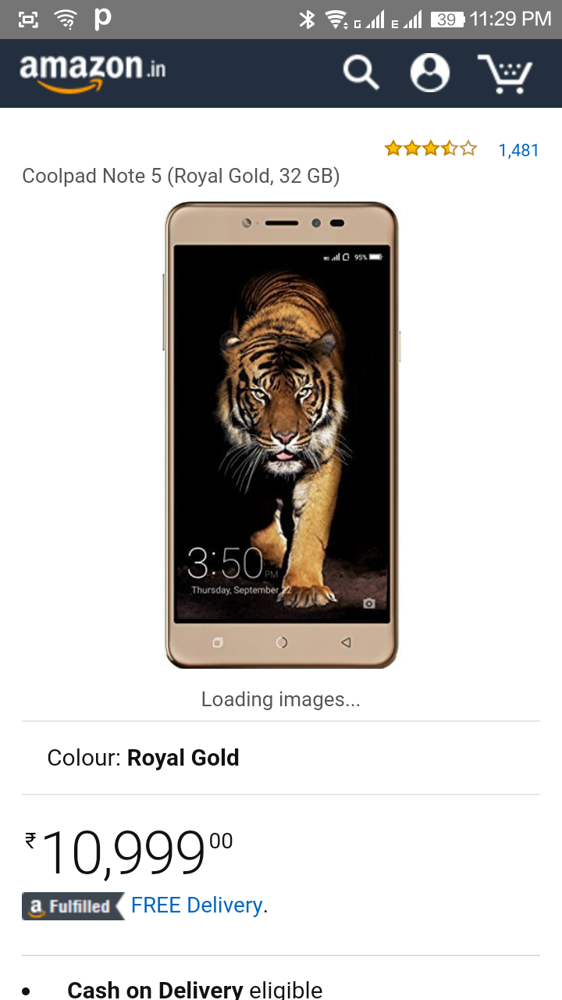 p G E 39 11:29 PM
amazon.in
1,481
Coolpad Note 5 (Royal Gold, 32 GB)
95%
3:50 PM
Thursday, September 22
Loading images...
Colour: Royal Gold
₹10,99900
a Fulfilled FREE Delivery.
• Cash on Delivery eligible